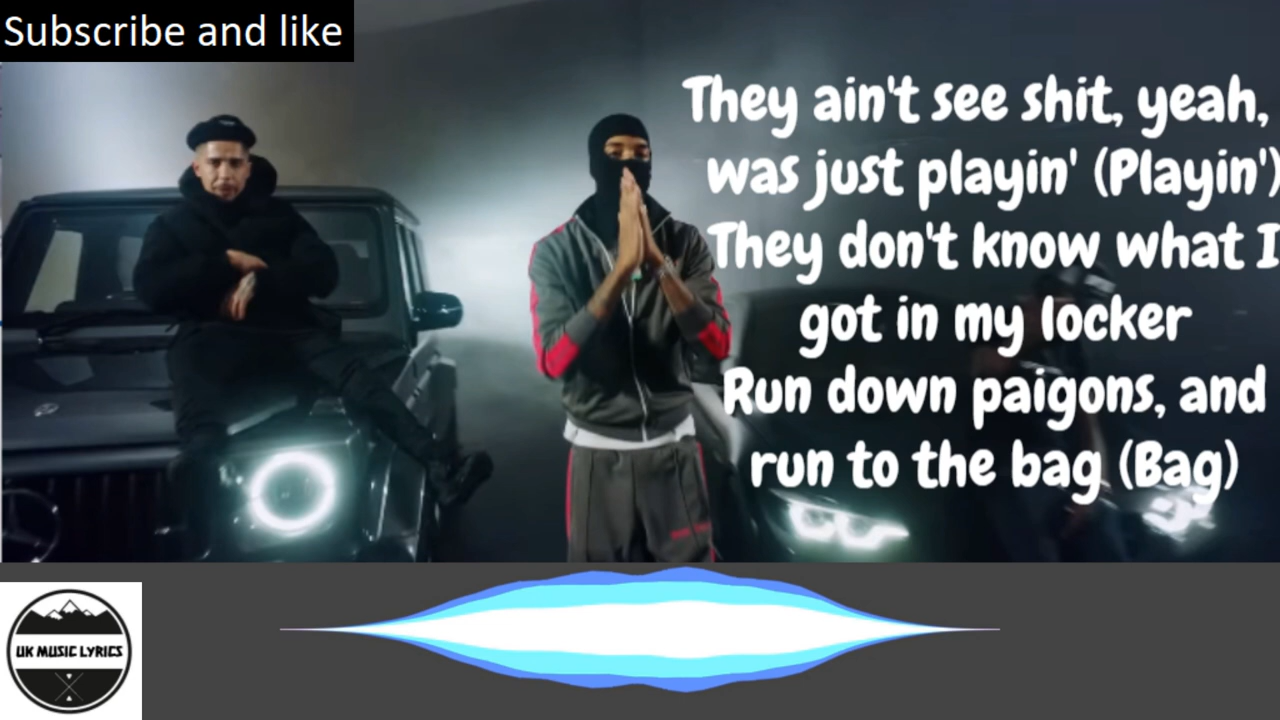 Subscribe and like
They ain't see shit, yeah,
was just playin' (Playin')
They don't know what I
got in my locker
Run down paigons, and
run to the bag (Bag)
UK MUSIC LYRICS